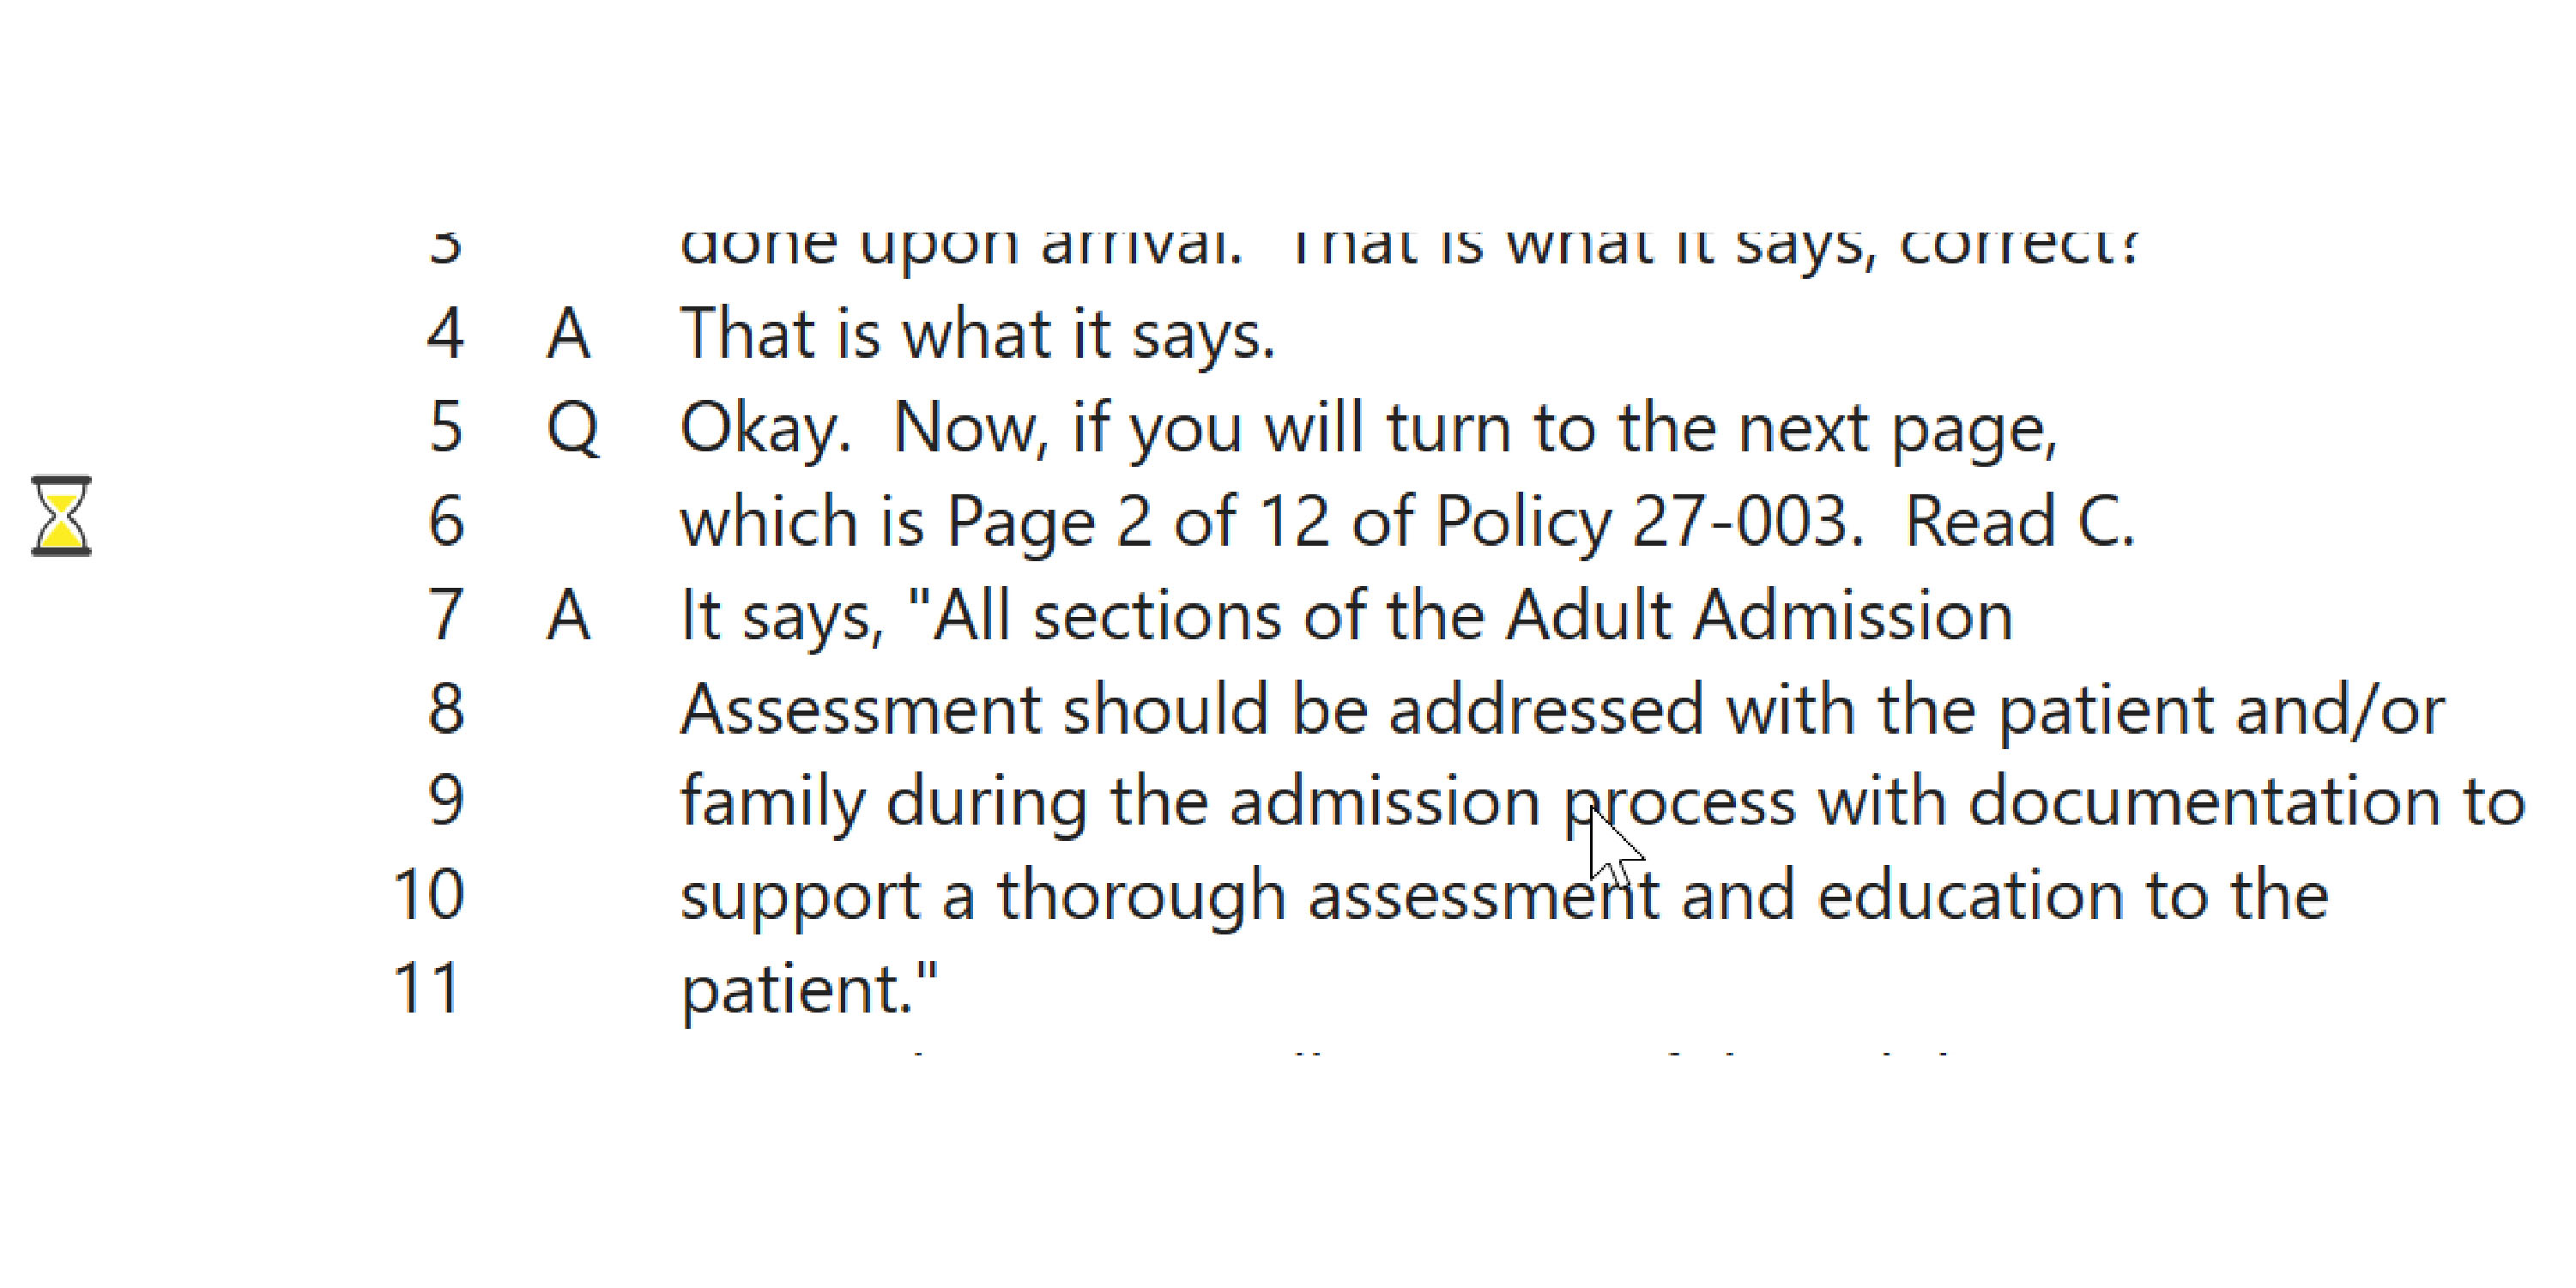 3 done upon arrival.  That is what it says, correct?
4 A That is what it says.
5 Q Okay.  Now, if you will turn to the next page,
6 which is Page 2 of 12 of Policy 27-003.  Read C.
7 A It says, "All sections of the Adult Admission
8 Assessment should be addressed with the patient and/or
9 family during the admission process with documentation to
10 support a thorough assessment and education to the
11 patient."